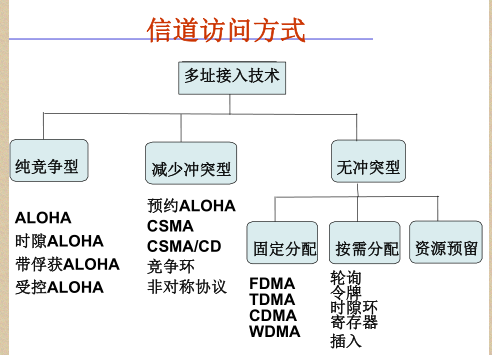 信道访问方式
多址接入技术
纯竞争型
减少冲突型
无冲突型
ALOHA
时隙ALOHA
带俘获ALOHA
受控ALOHA
预约ALOHA
CSMA
CSMA/CD
竞争环
非对称协议
固定分配
按需分配
资源预留
FDMA
TDMA
CDMA
WDMA
轮询
令牌
时隙环
寄存器
插入